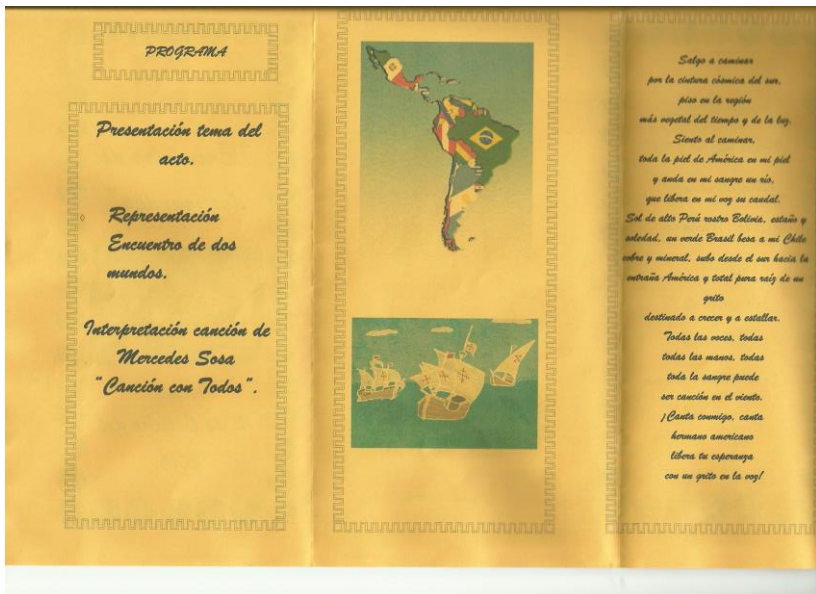 PROGRAMA
Presentación tema del
acto.
Representación
Encuentro de dos
mundos.
Interpretación canción de
Mercedes Sosa
"Canción con Todos".
Salgo a caminar
por la cintura cósmica del sur,
piso en la región
más vegetal del tiempo y de la luz.
Siento al caminar,
toda la piel de América en mi piel
y anda en mi sangre un río,
que libera en mi voz su caudal.
Sol de alto Perú rostro Bolivia, estaño y
soledad, un verde Brasil besa a mi Chile
cobre y mineral, subo desde el sur hacia la
entraña América y total pura raíz de un
grito
destinado a crecer y a estallar.
Todas las voces, todas
todas las manos, todas
toda la sangre puede
ser canción en el viento.
¡Canta conmigo, canta
hermano americano
libera tu esperanza
con un grito en la voz!